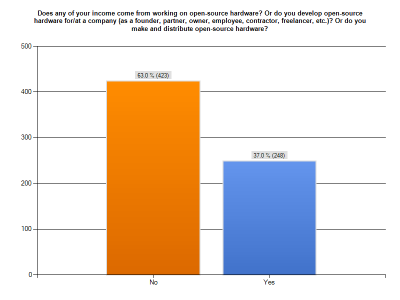 Does any of your income come from working on open-source hardware? Or do you develop open-source
hardware for/at a company (as a founder, partner, owner, employee, contractor, freelancer, etc.)? Or do you
make and distribute open-source hardware?
500
400
300
200
100
0
63.0 % (423)
37.0 % (248)
No
Yes